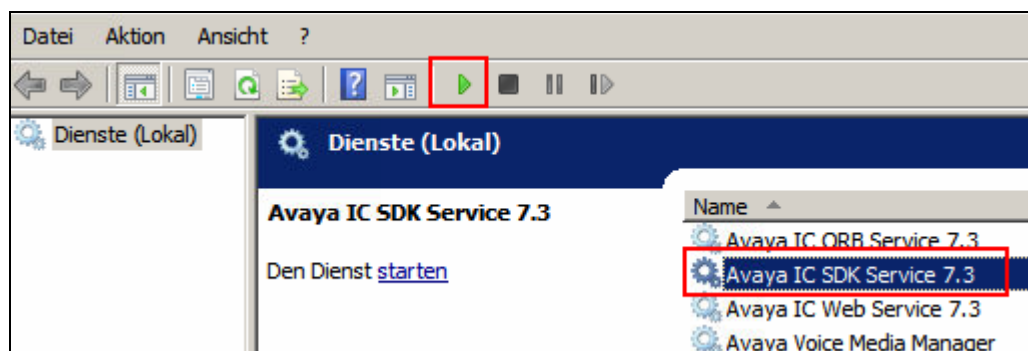 Datei Aktion Ansicht ?
Dienste (Lokal)
Dienste (Lokal)
Avaya IC SDK Service 7.3
Den Dienst starten
Name
Avaya IC ORB Service 7.3
Avaya IC SDK Service 7.3
Avaya IC Web Service 7.3
Avaya Voice Media Manager